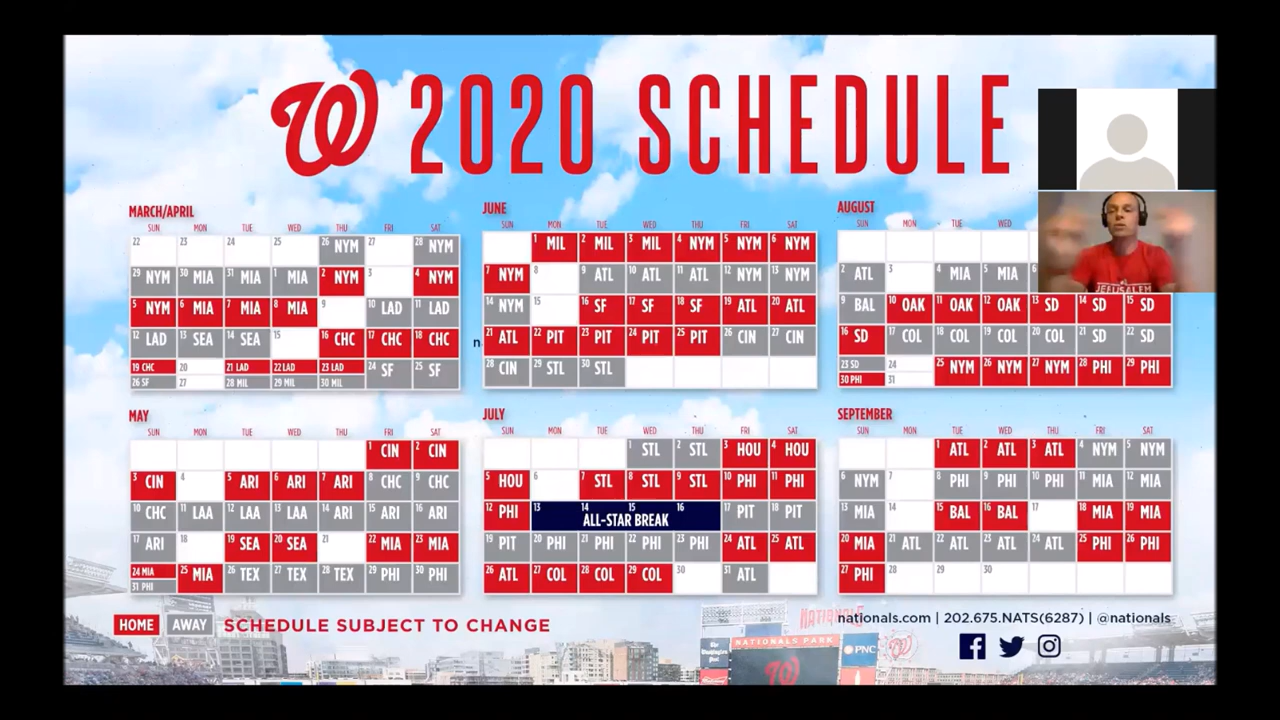 W 2020 SCHEDULE
MARCH/APRIL
SUN MON TUE WED THU FRI SAT
22 23 24 25 26 NYM 27 28 NYM
29 NYM 30 MIA 31 MIA 1 MIA 2 NYM 3 4 NYM
5 NYM 6 MIA 7 MIA 8 MIA 9 10 LAD 11 LAD
12 LAD 13 SEA 14 SEA 15 16 CHC 17 CHC 18 CHC
19 CHC 20 21 LAD 22 LAD 23 LAD 24 SF 25 SF
26 SF 27 28 MIL 29 MIL 30 MIL
JUNE
SUN MON TUE WED THU FRI SAT
1 MIL 2 MIL 3 MIL 4 NYM 5 NYM 6 NYM
7 NYM 8 9 ATL 10 ATL 11 ATL 12 NYM 13 NYM
14 NYM 15 16 SF 17 SF 18 SF 19 ATL 20 ATL
21 ATL 22 PIT 23 PIT 24 PIT 25 PIT 26 CIN 27 CIN
28 CIN 29 STL 30 STL
AUGUST
SUN MON TUE WED
2 ATL 3 4 MIA 5 MIA 6
9 BAL 10 OAK 11 OAK 12 OAK 13 SD 14 SD 15 SD
16 SD 17 COL 18 COL 19 COL 20 COL 21 SD 22 SD
23 SD 24 25 NYM 26 NYM 27 NYM 28 PHI 29 PHI
30 PHI 31
MAY
SUN MON TUE WED THU FRI SAT
1 CIN 2 CIN
3 CIN 4 5 ARI 6 ARI 7 ARI 8 CHC 9 CHC
10 CHC 11 LAA 12 LAA 13 LAA 14 ARI 15 ARI 16 ARI
17 ARI 18 19 SEA 20 SEA 21 22 MIA 23 MIA
24 MIA 25 MIA 26 TEX 27 TEX 28 TEX 29 PHI 30 PHI
31 PHI
JULY
SUN MON TUE WED THU FRI SAT
1 STL 2 STL 3 HOU 4 HOU
5 HOU 6 7 STL 8 STL 9 STL 10 PHI 11 PHI
12 PHI 13 14 15 16 17 PIT 18 PIT
ALL-STAR BREAK
19 PIT 20 PHI 21 PHI 22 PHI 23 PHI 24 ATL 25 ATL
26 ATL 27 COL 28 COL 29 COL 30 31 ATL
SEPTEMBER
SUN MON TUE WED THU FRI SAT
1 ATL 2 ATL 3 ATL 4 NYM 5 NYM
6 NYM 7 8 PHI 9 PHI 10 PHI 11 MIA 12 MIA
13 MIA 14 15 BAL 16 BAL 17 18 MIA 19 MIA
20 MIA 21 ATL 22 ATL 23 ATL 24 ATL 25 PHI 26 PHI
27 PHI 28 29 30
HOME AWAY SCHEDULE SUBJECT TO CHANGE
nationals.com | 202.675.NATS(6287) | @nationals
NATIONALS
NATIONALS PARK
PNC
W
JERUSALEM